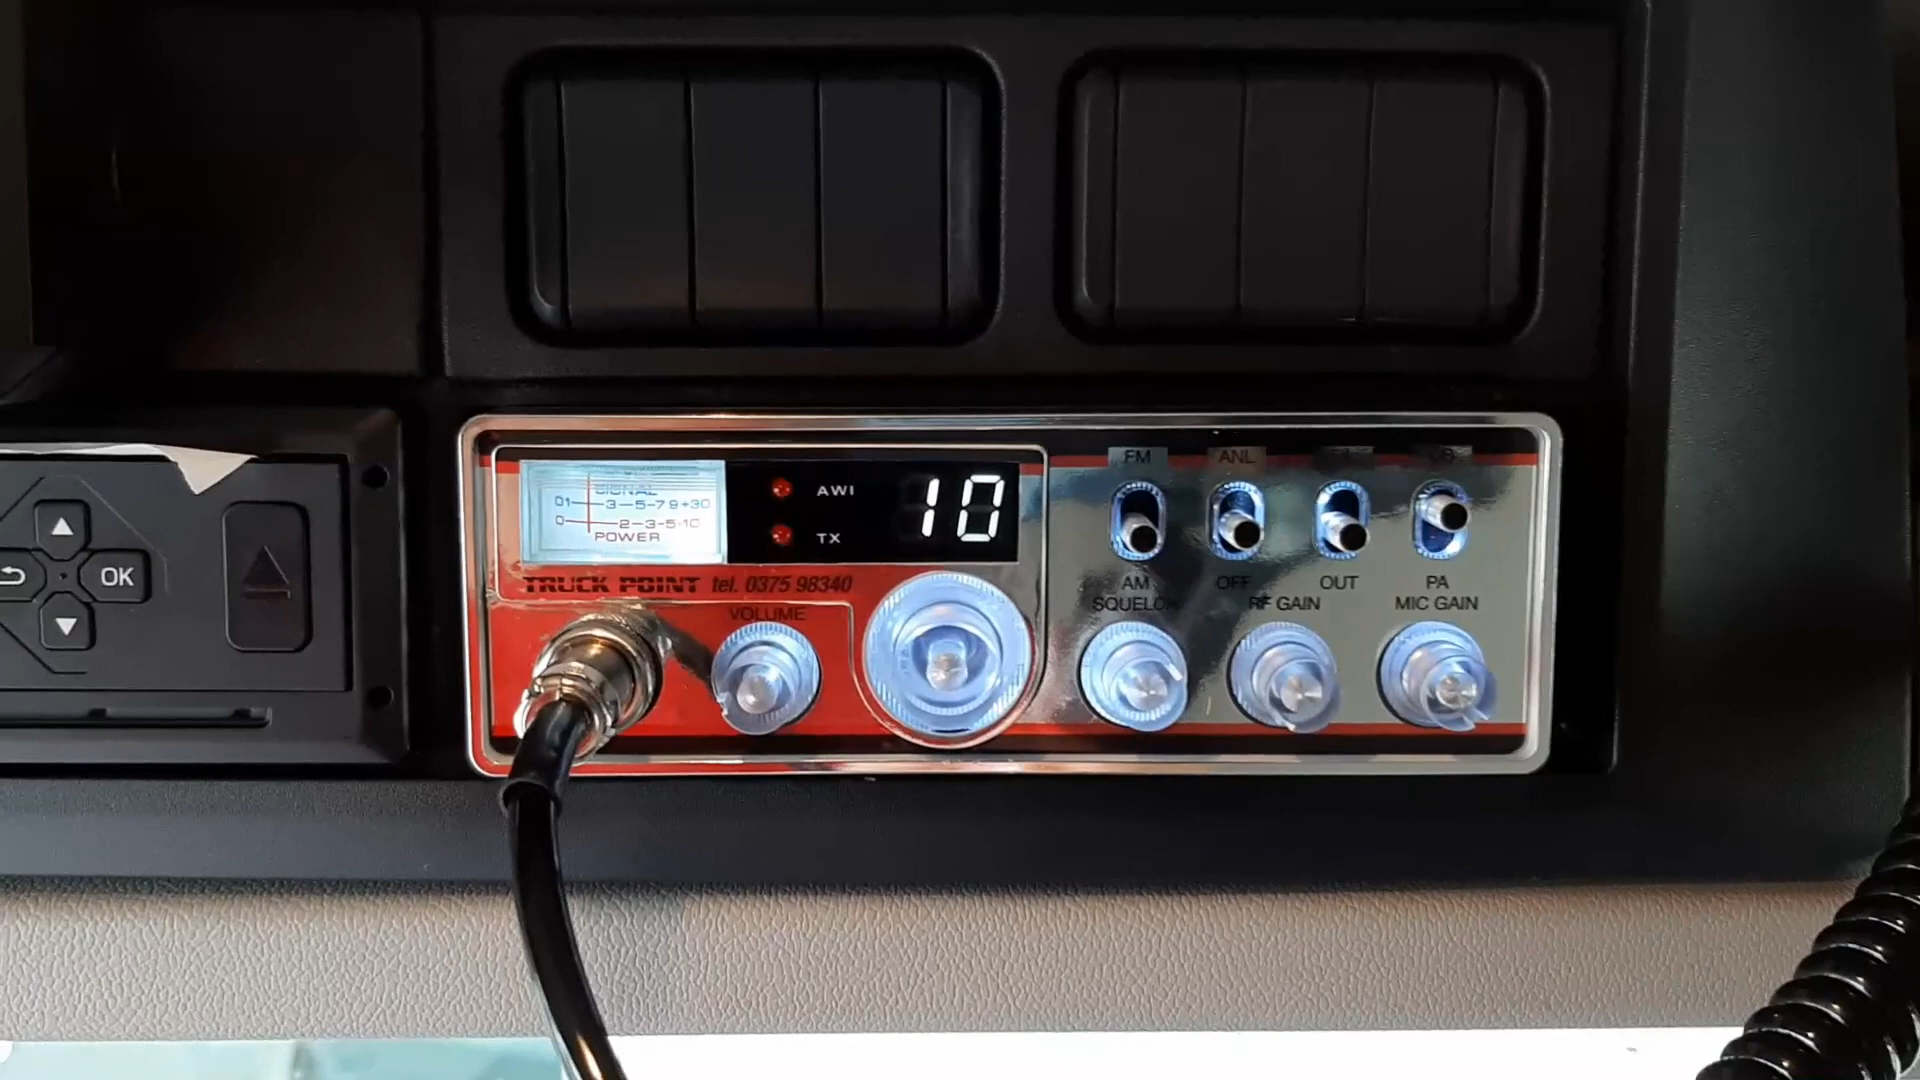 OK
SIGNAL
01 3-5-7 9+30
0 2-3-5-10
POWER
AWI
TX
10
TRUCK POINT tel. 0375 98340
VOLUME
FM
ANL
AM
OFF
OUT
PA
RF GAIN
MIC GAIN